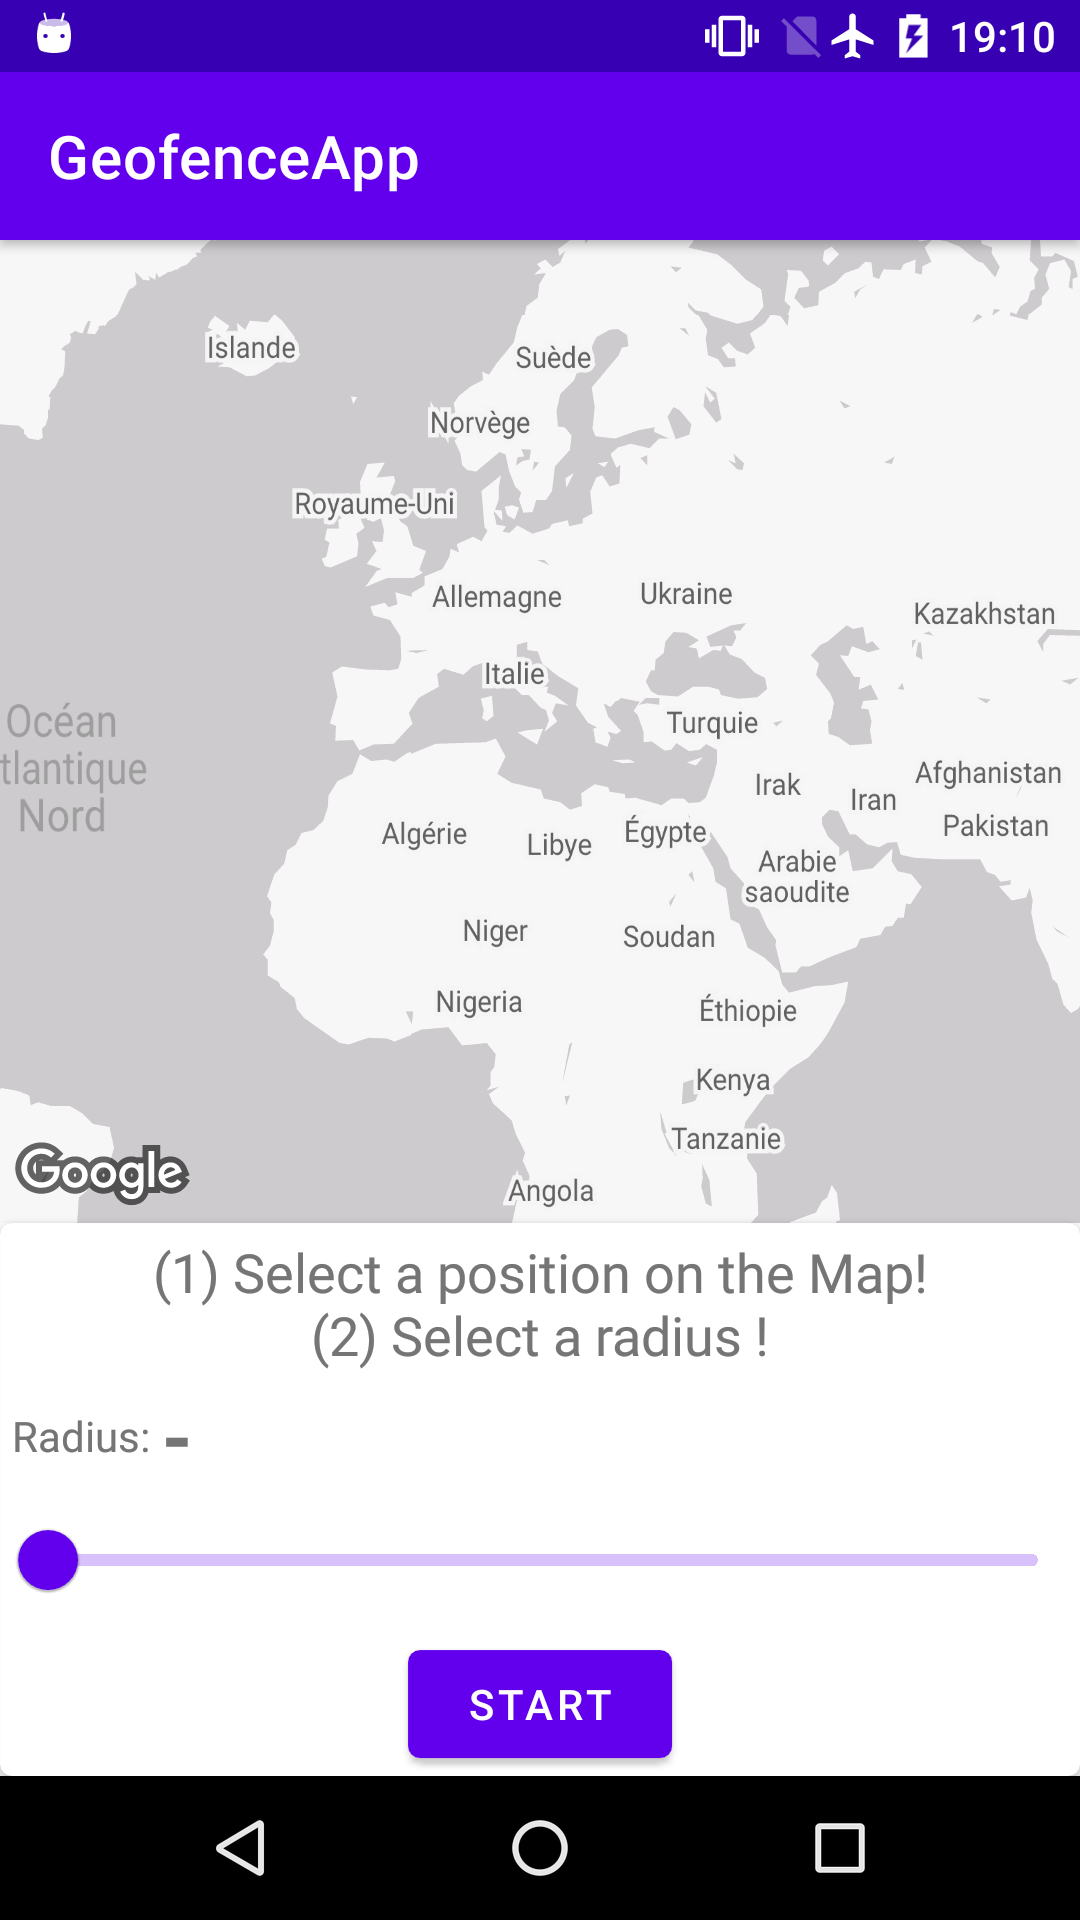 19:10
GeofenceApp
Islande
Suède
Norvège
Royaume-Uni
Allemagne
Ukraine
Kazakhstan
Italie
Océan
tlantique
Nord
Turquie
Irak
Iran
Afghanistan
Pakistan
Algérie
Libye
Égypte
Arabie
saoudite
Niger
Soudan
Nigeria
Éthiopie
Kenya
Tanzanie
Angola
Google
(1) Select a position on the Map!
(2) Select a radius !
Radius: -
START